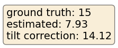 ground truth: 15
estimated: 7.93
tilt correction: 14.12